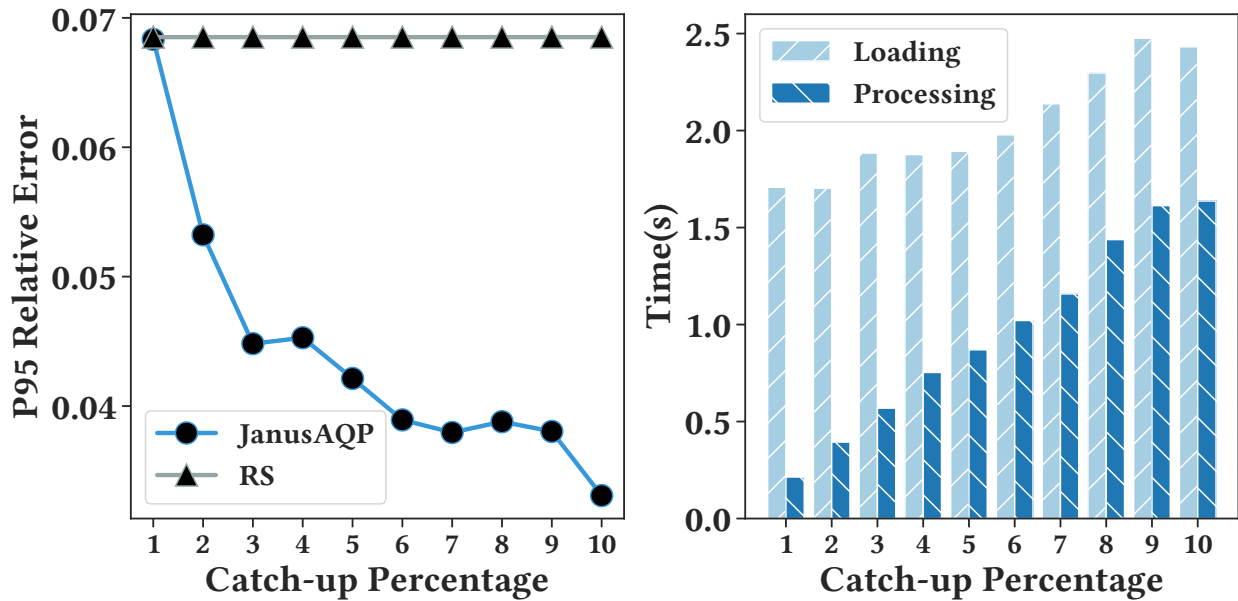 P95 Relative Error
0.07
0.06
0.05
0.04
JanusAQP
RS
1 2 3 4 5 6 7 8 9 10
Catch-up Percentage
Time(s)
2.5
2.0
1.5
1.0
0.5
0.0
Loading
Processing
1 2 3 4 5 6 7 8 9 10
Catch-up Percentage